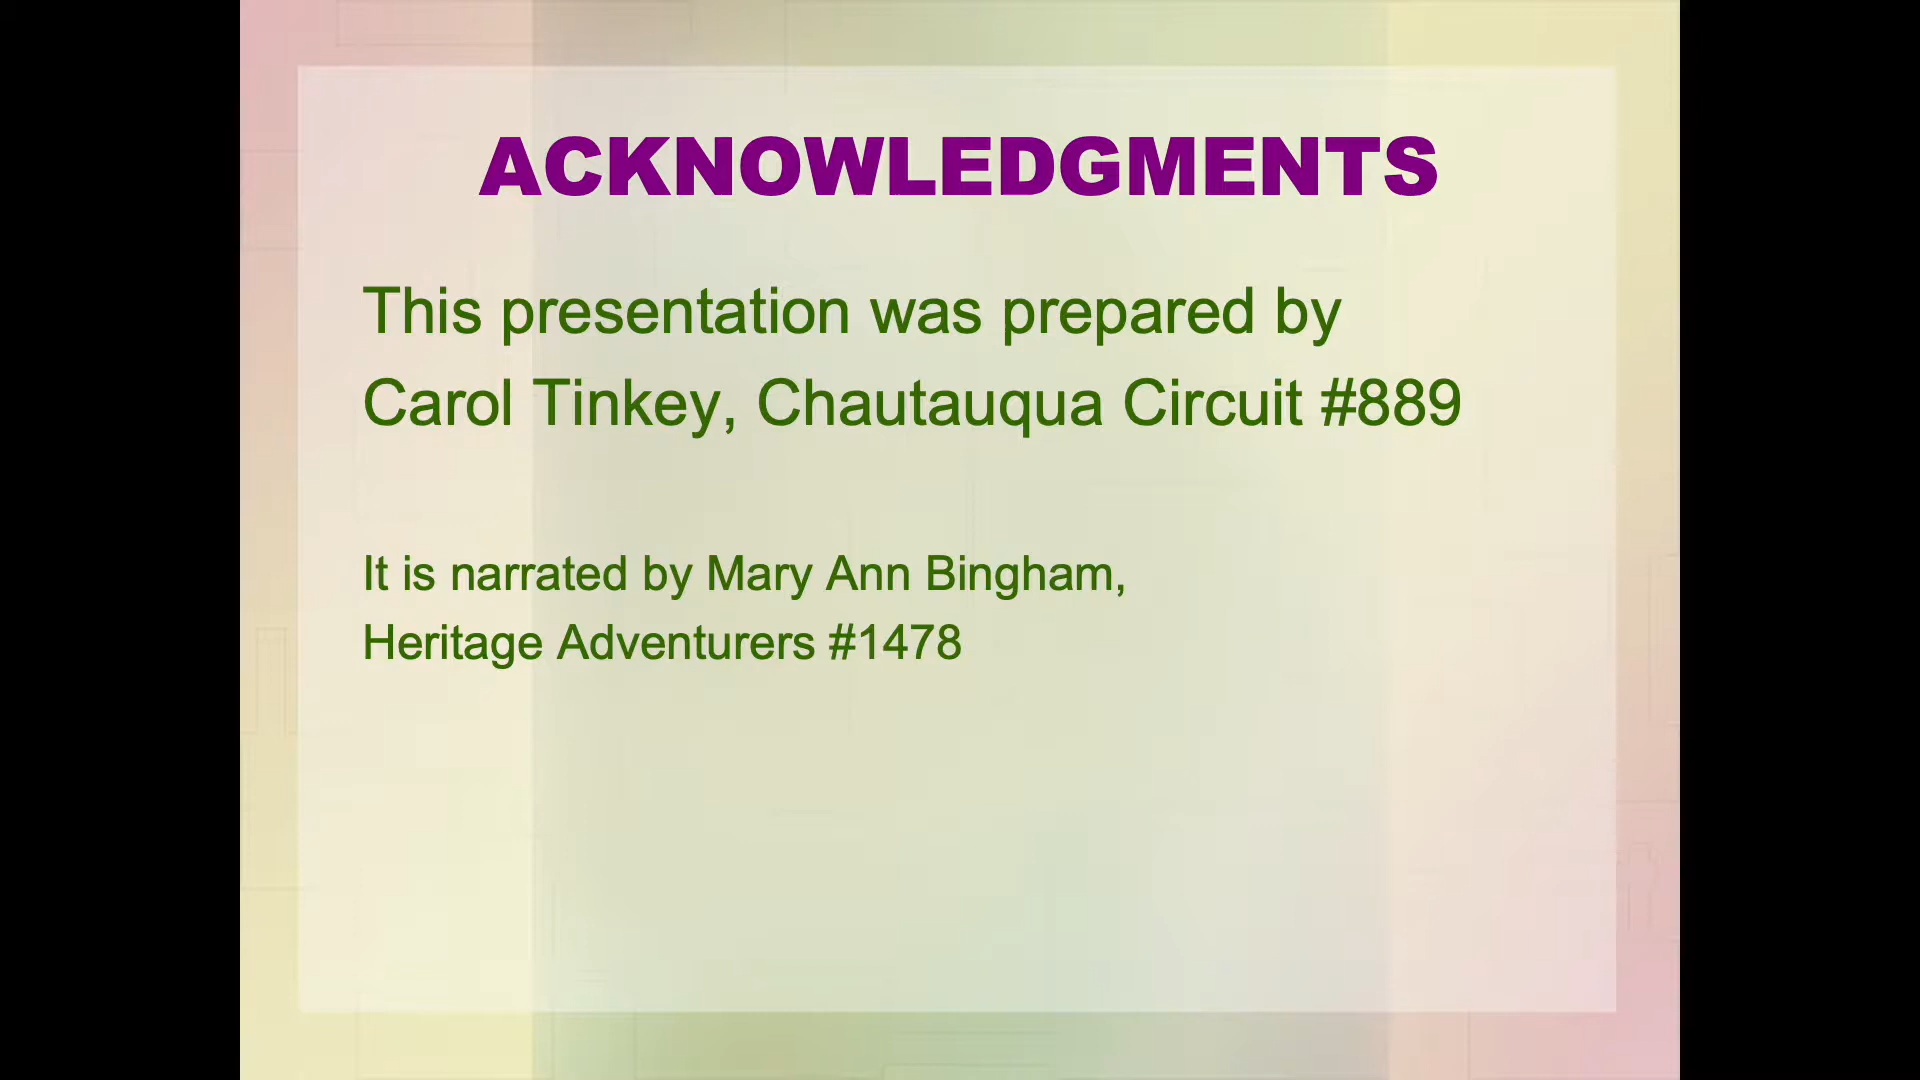 ACKNOWLEDGMENTS
This presentation was prepared by
Carol Tinkey, Chautauqua Circuit #889
It is narrated by Mary Ann Bingham,
Heritage Adventurers #1478